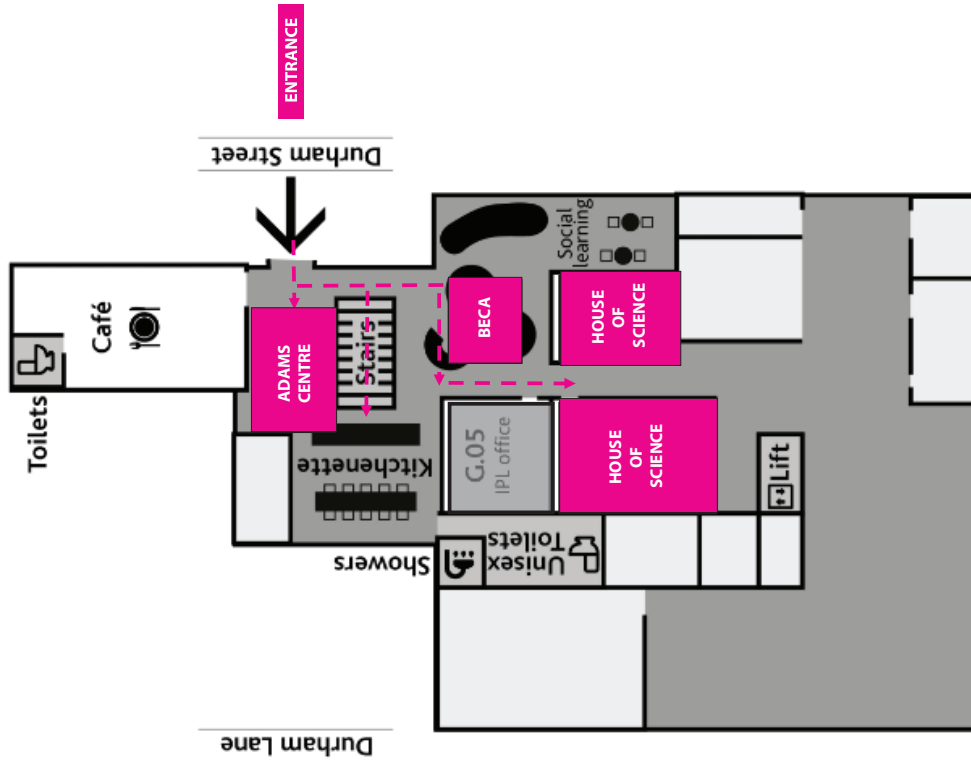 ENTRANCE
Durham Street
Café
Toilets
ADAMS
CENTRE
Stairs
Kitchenette
BECA
Social
learning
HOUSE
OF
SCIENCE
G.05
IPL office
HOUSE
OF
SCIENCE
Lift
Unisex
Toilets
Showers
Durham Lane